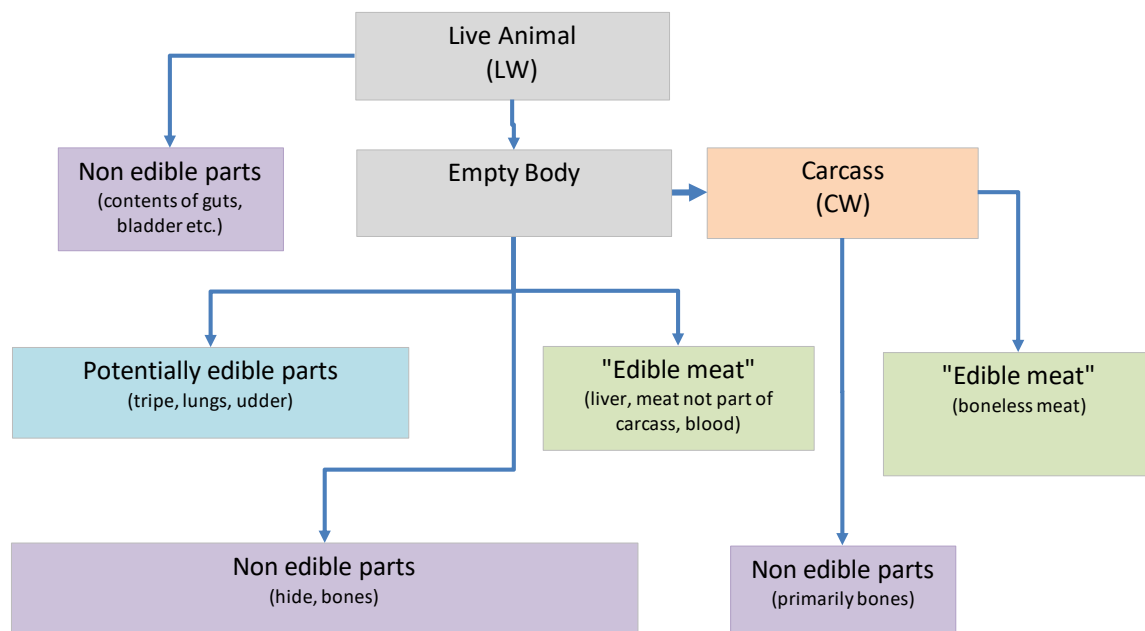 Live Animal
(LW)
Non edible parts
(contents of guts,
bladder etc.)
Empty Body
Carcass
(CW)
Potentially edible parts
(tripe, lungs, udder)
"Edible meat"
(liver, meat not part of
carcass, blood)
"Edible meat"
(boneless meat)
Non edible parts
(hide, bones)
Non edible parts
(primarily bones)